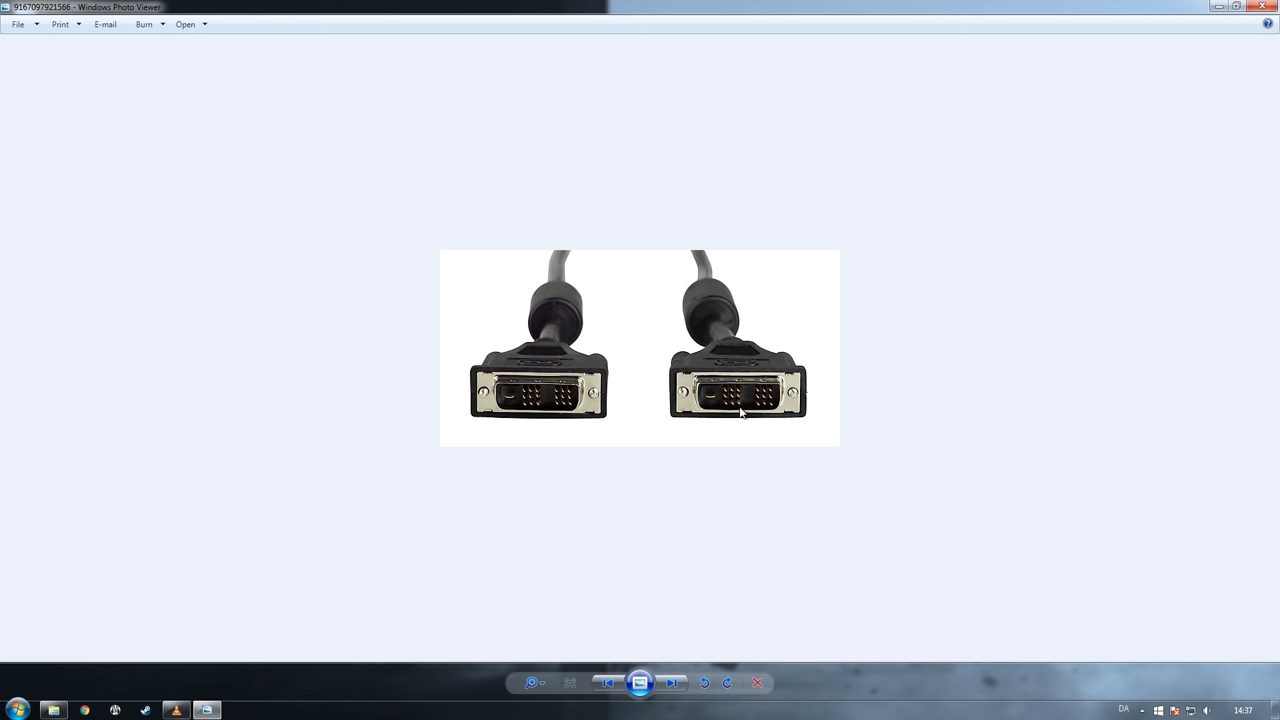 9167097921566 - Windows Photo Viewer
File Print E-mail Burn Open
DA 14:37